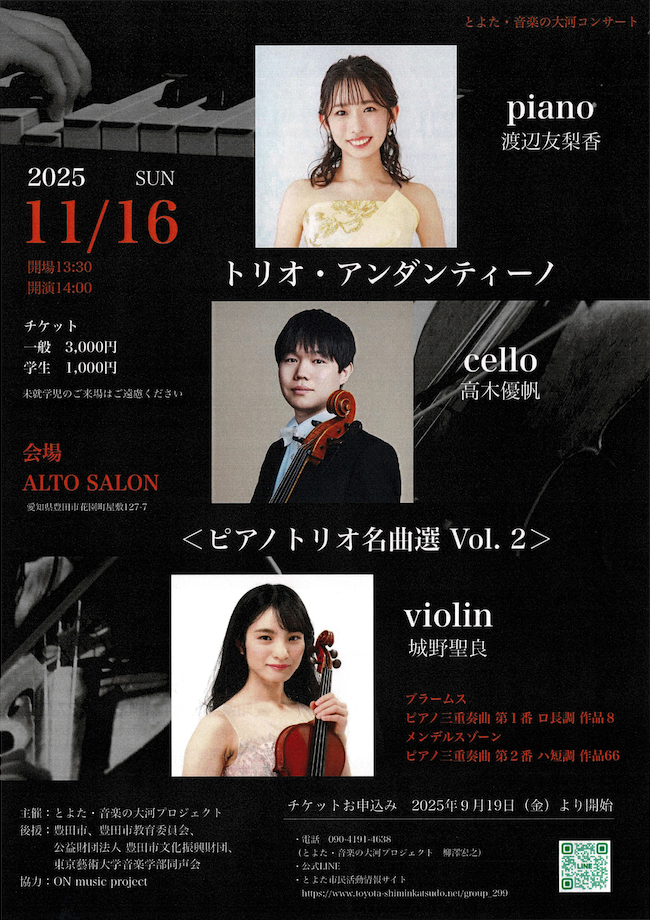 とよた・音楽の大河コンサート
piano
渡辺友梨香
2025 SUN
11/16
開場13:30
開演14:00
トリオ・アンダンティーノ
チケット
一般 3,000円
学生 1,000円
未就学児のご来場はご遠慮ください
cello
高木優帆
会場
ALTO SALON
愛知県豊田市花園町屋敷127-7
＜ピアノトリオ名曲選 Vol. 2＞
violin
城野聖良
ブラームス
ピアノ三重奏曲 第１番 ロ長調 作品８
メンデルスゾーン
ピアノ三重奏曲 第２番 ハ短調 作品66
主催：とよた・音楽の大河プロジェクト
後援：豊田市、豊田市教育委員会、
公益財団法人 豊田市文化振興財団、
東京藝術大学音楽学部同声会
協力：ON music project
チケットお申込み 2025年９月19日（金）より開始
・電話 090-4191-4638
（とよた・音楽の大河プロジェクト 柳澤宏之）
・公式LINE
・とよた市民活動情報サイト
https://www.toyota-shiminkatsudo.net/group_299
LINE